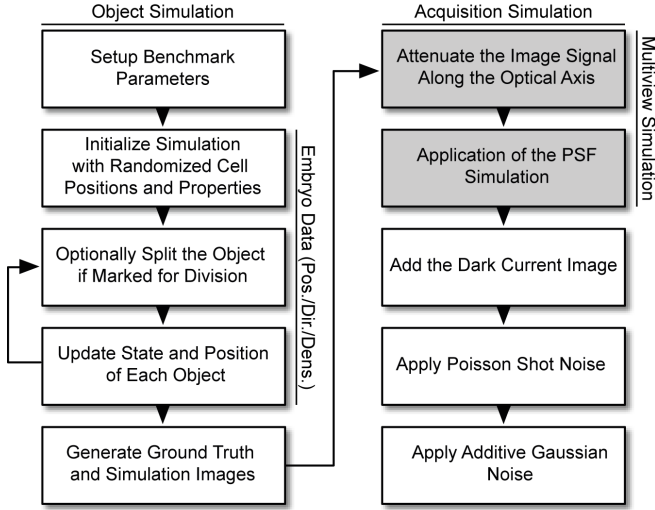 Object Simulation
Setup Benchmark
Parameters
Initialize Simulation
with Randomized Cell
Positions and Properties
Optionally Split the Object
if Marked for Division
Update State and Position
of Each Object
Generate Ground Truth
and Simulation Images
Embryo Data (Pos./Dir./Dens.)
Acquisition Simulation
Attenuate the Image Signal
Along the Optical Axis
Application of the PSF
Simulation
Add the Dark Current Image
Apply Poisson Shot Noise
Apply Additive Gaussian
Noise
Multiview Simulation